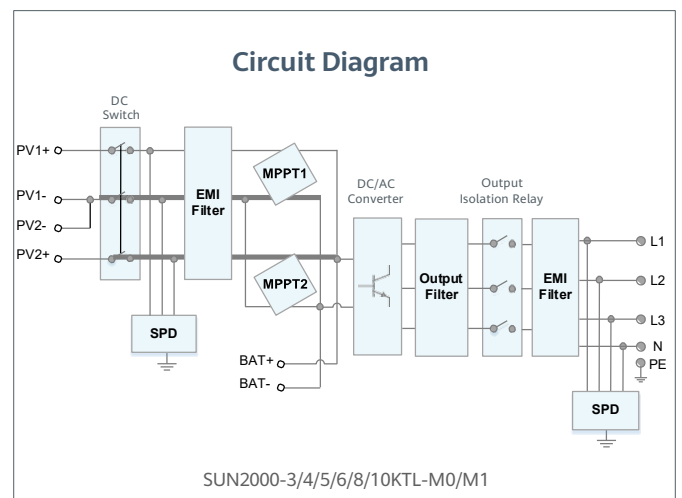 Circuit Diagram
DC
Switch
PV1+
PV1-
PV2-
PV2+
EMI
Filter
MPPT1
MPPT2
SPD
BAT+
BAT-
DC/AC
Converter
Output
Filter
Output
Isolation Relay
EMI
Filter
L1
L2
L3
N
PE
SPD
SUN2000-3/4/5/6/8/10KTL-M0/M1